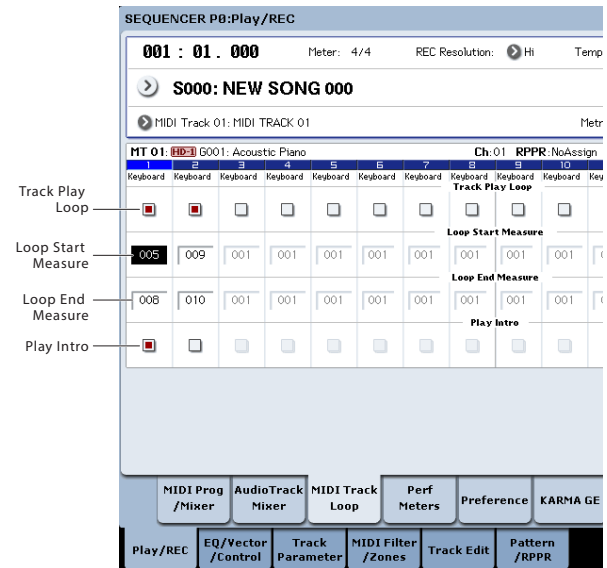 SEQUENCER P0:Play/REC
001 : 01 . 000 Meter: 4/4 REC Resolution: Hi Temp
S000: NEW SONG 000
MIDI Track 01: MIDI TRACK 01 Metr
MT 01: HD-1 G001: Acoustic Piano Ch:01 RPPR:NoAssign
1 2 3 4 5 6 7 8 9 10
Keyboard Keyboard Keyboard Keyboard Keyboard Keyboard Keyboard Keyboard Keyboard Keyboard Key
Track Play Loop
Track Play
Loop
Loop Start Measure
Loop Start
Measure
005 009 001 001 001 001 001 001 001 001
Loop End Measure
Loop End
Measure
008 010 001 001 001 001 001 001 001 001
Play Intro
Play Intro
MIDI Prog
/Mixer
AudioTrack
Mixer
MIDI Track
Loop
Perf
Meters
Preference
KARMA GE
Play/REC
EQ/Vector
/Control
Track
Parameter
MIDI Filter
/Zones
Track Edit
Pattern
/RPPR